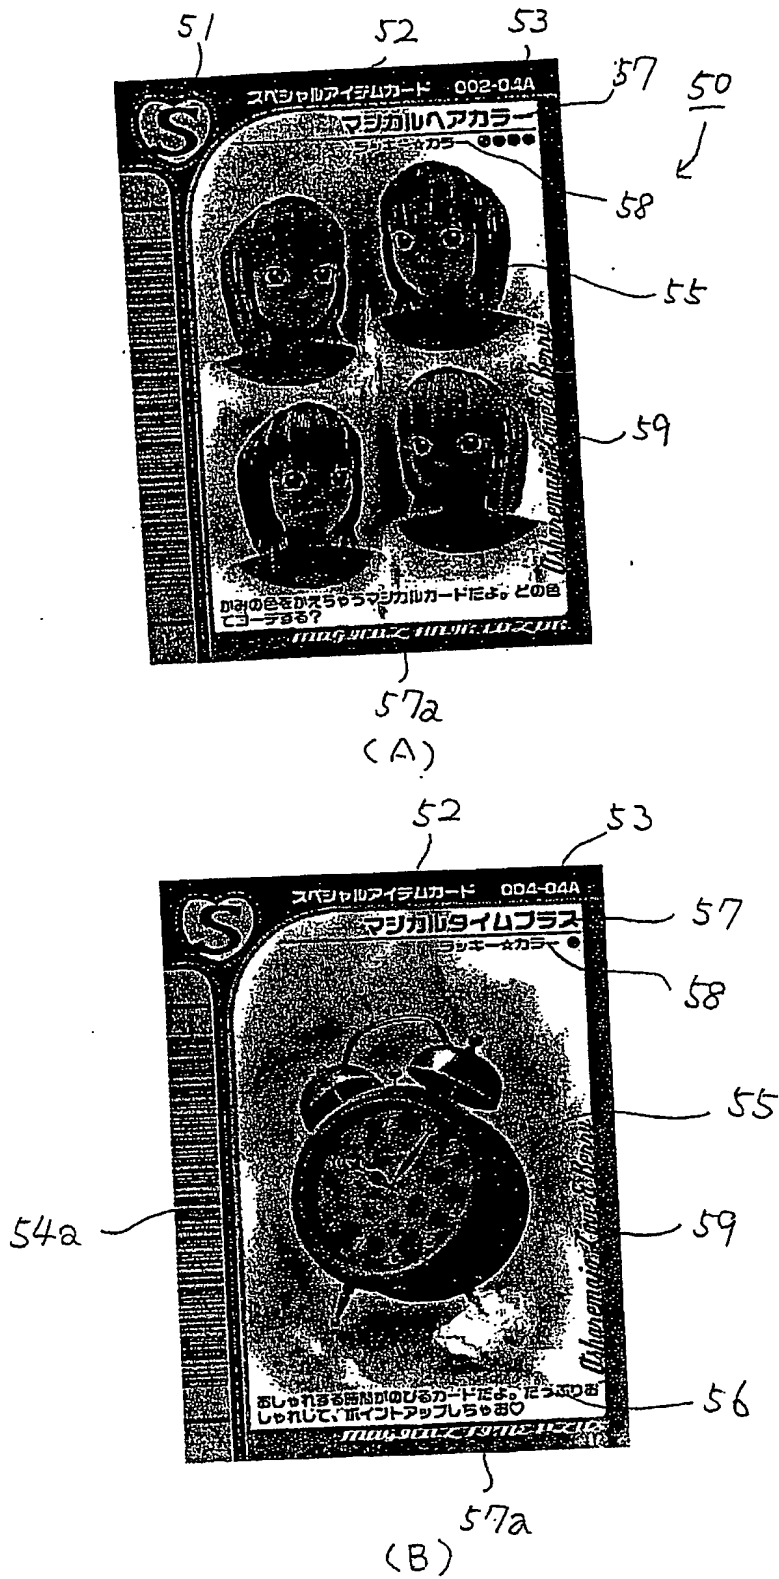 51
52
53
スペシャルアイテムカード 002-04A
57
50
S
マジカルヘアカラー
ラッキー☆カラー
58
55
59
かみの色をかえちゃうマジカルカードだよ。どの色
でコーデする?
57a
(A)
52
53
スペシャルアイテムカード 004-04A
S
マジカルタイムプラス
57
ラッキー☆カラー
58
55
54a
59
おしゃれする時間がのびるカードだよ。たっぷりお
しゃれして、ポイントアップしちゃお♡
56
57a
(B)